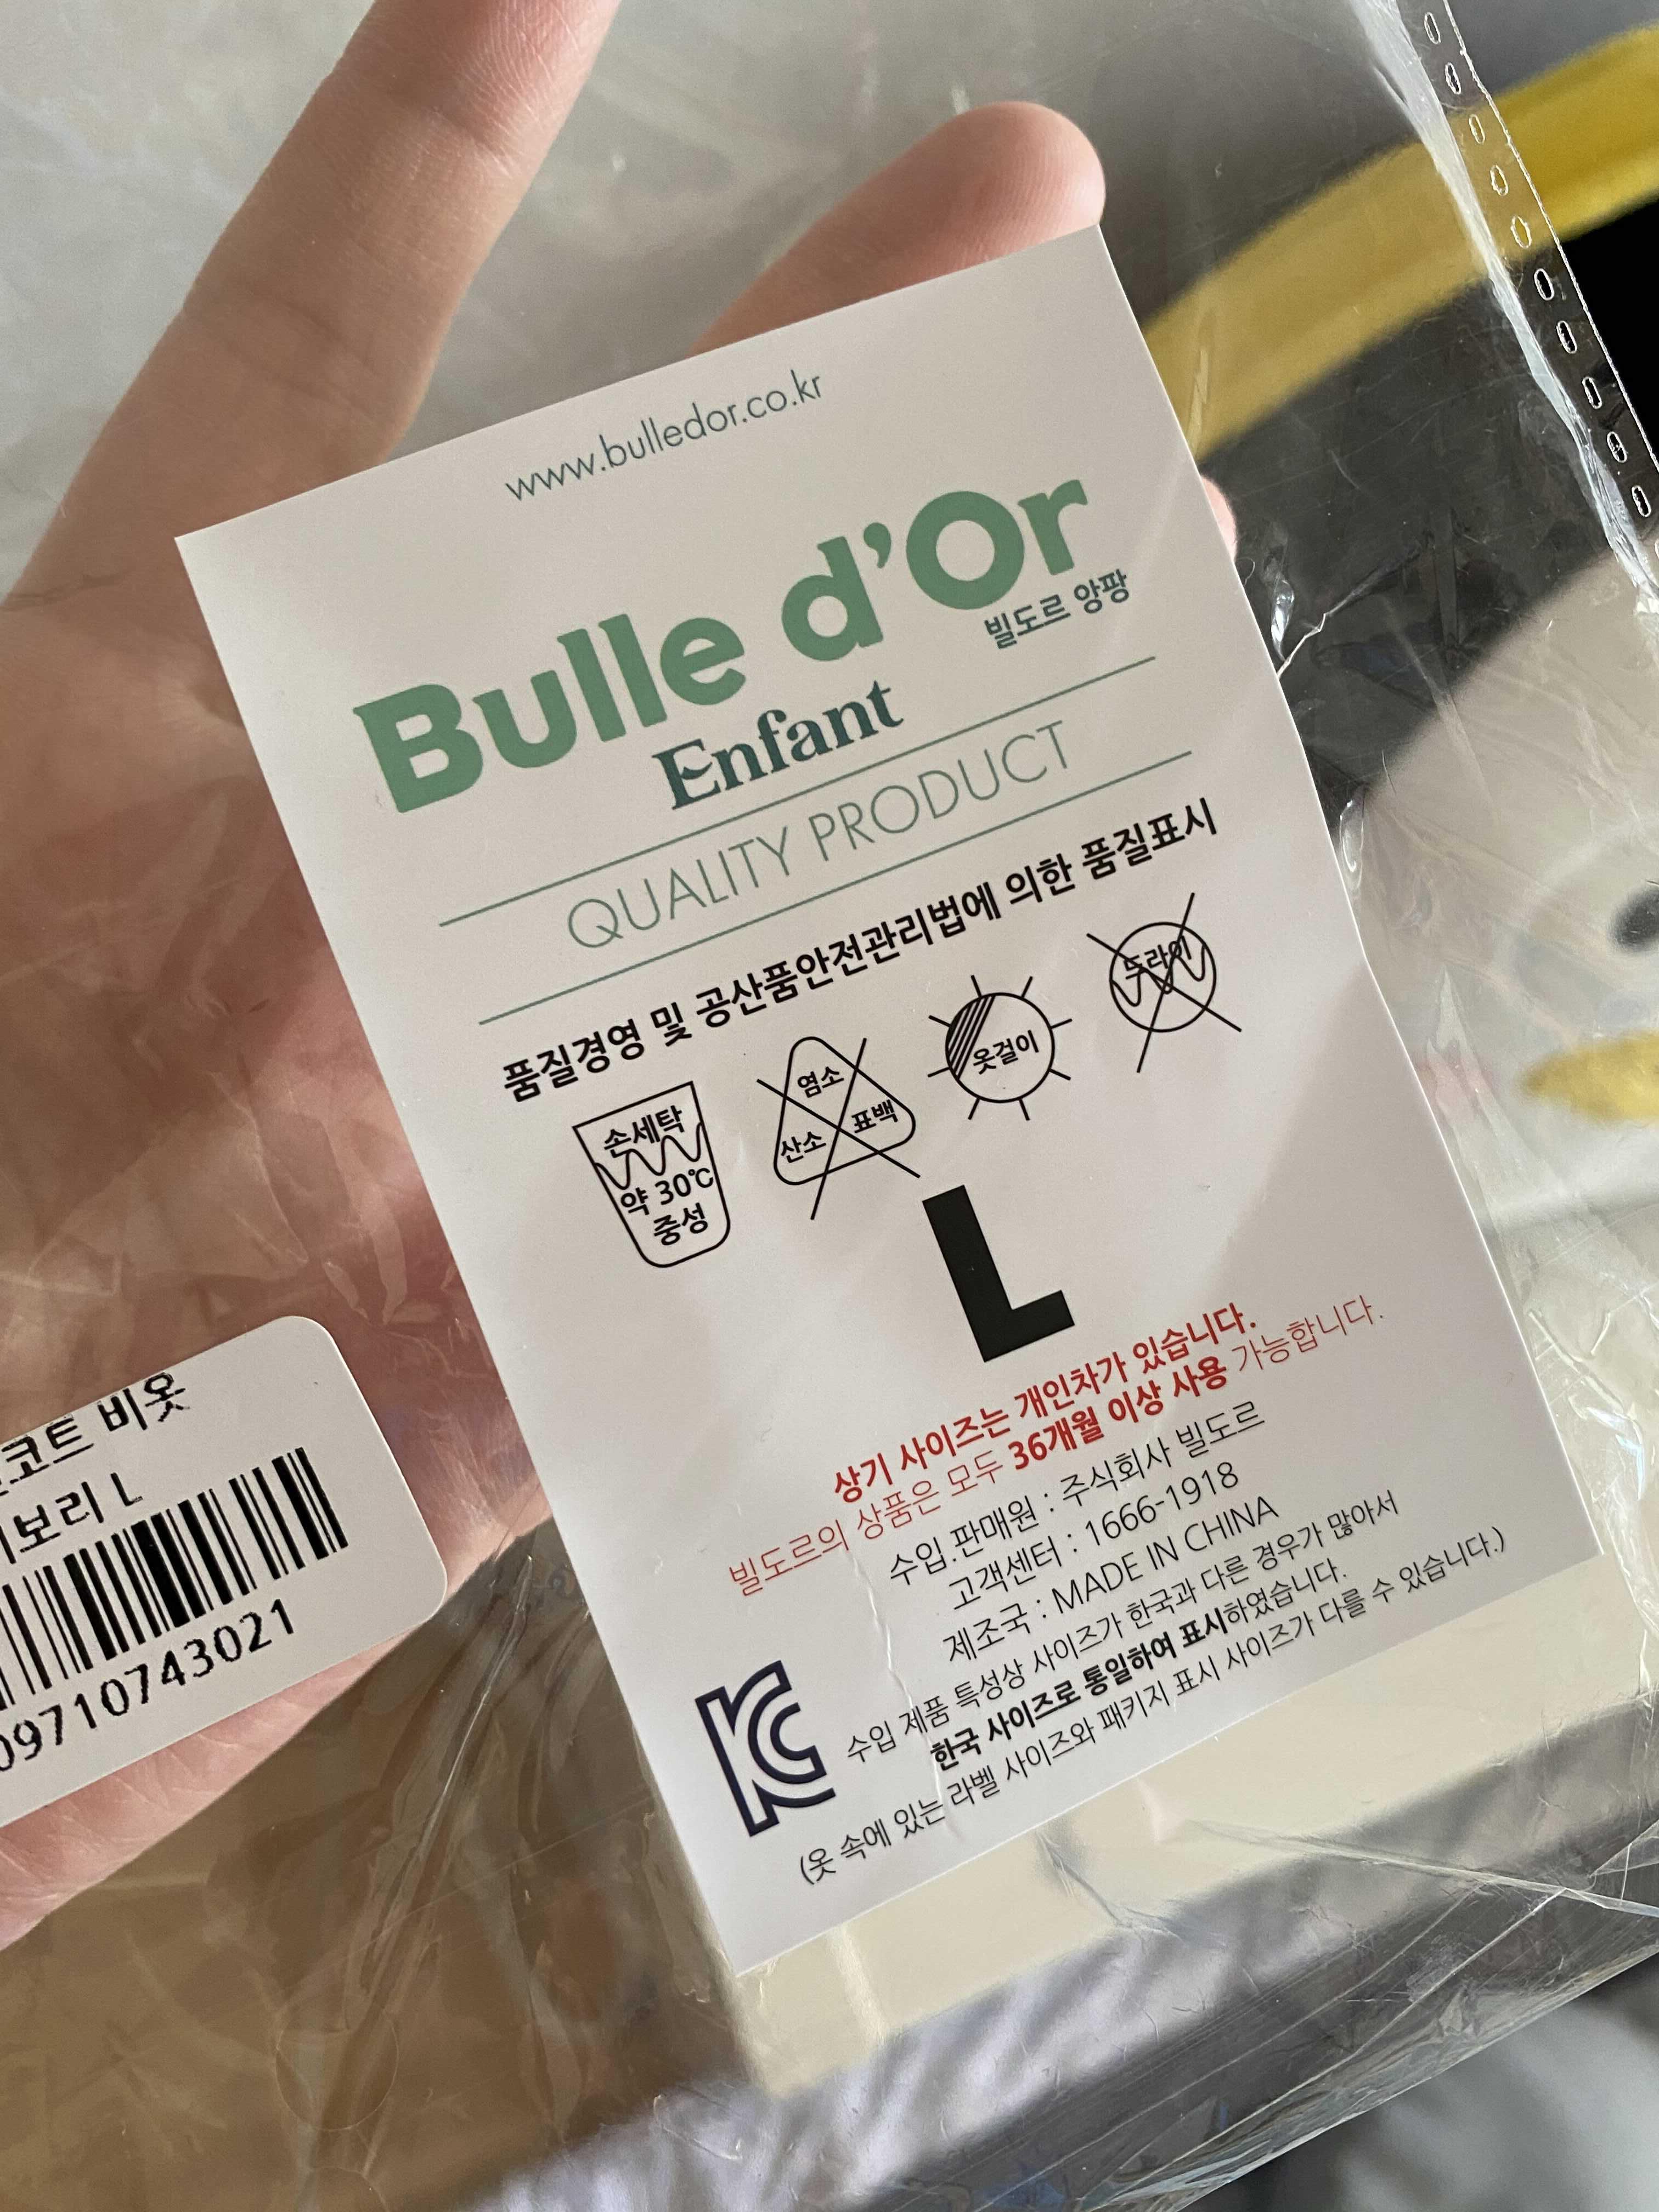 www.bulledor.co.kr
Bulle d'Or
빌도르 앙팡
Enfant
QUALITY PRODUCT
품질경영 및 공산품안전관리법에 의한 품질표시
손세탁
약 30℃
중성
염소
산소 표백
옷걸이
드라이
L
상기 사이즈는 개인차가 있습니다.
빌도르의 상품은 모두 36개월 이상 사용 가능합니다.
수입.판매원 : 주식회사 빌도르
고객센터 : 1666-1918
제조국 : MADE IN CHINA
수입 제품 특성상 사이즈가 한국과 다른 경우가 많아서
한국 사이즈로 통일하여 표시하였습니다.
(옷 속에 있는 라벨 사이즈와 패키지 표시 사이즈가 다를 수 있습니다.)
코트 비옷
보리 L
09710743021